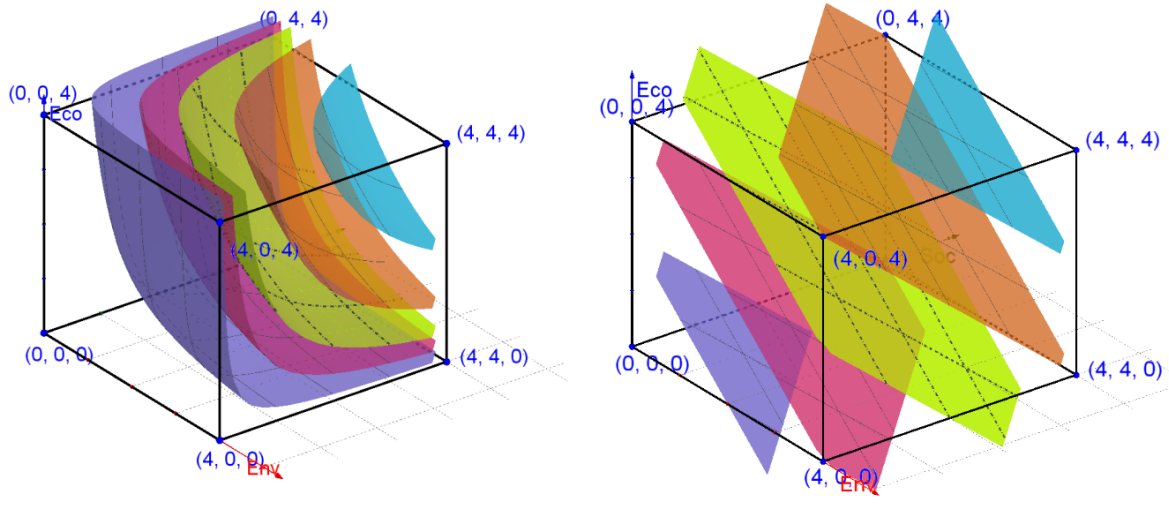 (0, 4, 4)
(0, 0, 4)
Eco
(4, 4, 4)
(4, 0, 4)
(0, 0, 0)
(4, 4, 0)
(4, 0, 0)
Env
(0, 4, 4)
Eco
(0, 0, 4)
(4, 4, 4)
(4, 0, 4)
Soc
(0, 0, 0)
(4, 4, 0)
(4, 0, 0)
Env